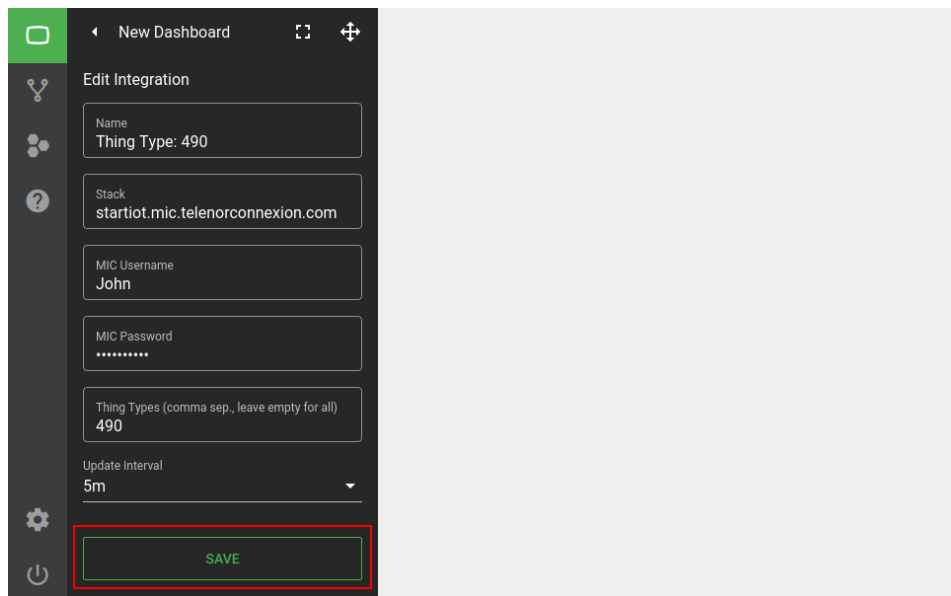 New Dashboard
Edit Integration
Name
Thing Type: 490
Stack
startiot.mic.telenorconnexion.com
MIC Username
John
MIC Password
••••••••••
Thing Types (comma sep., leave empty for all)
490
Update Interval
5m
SAVE